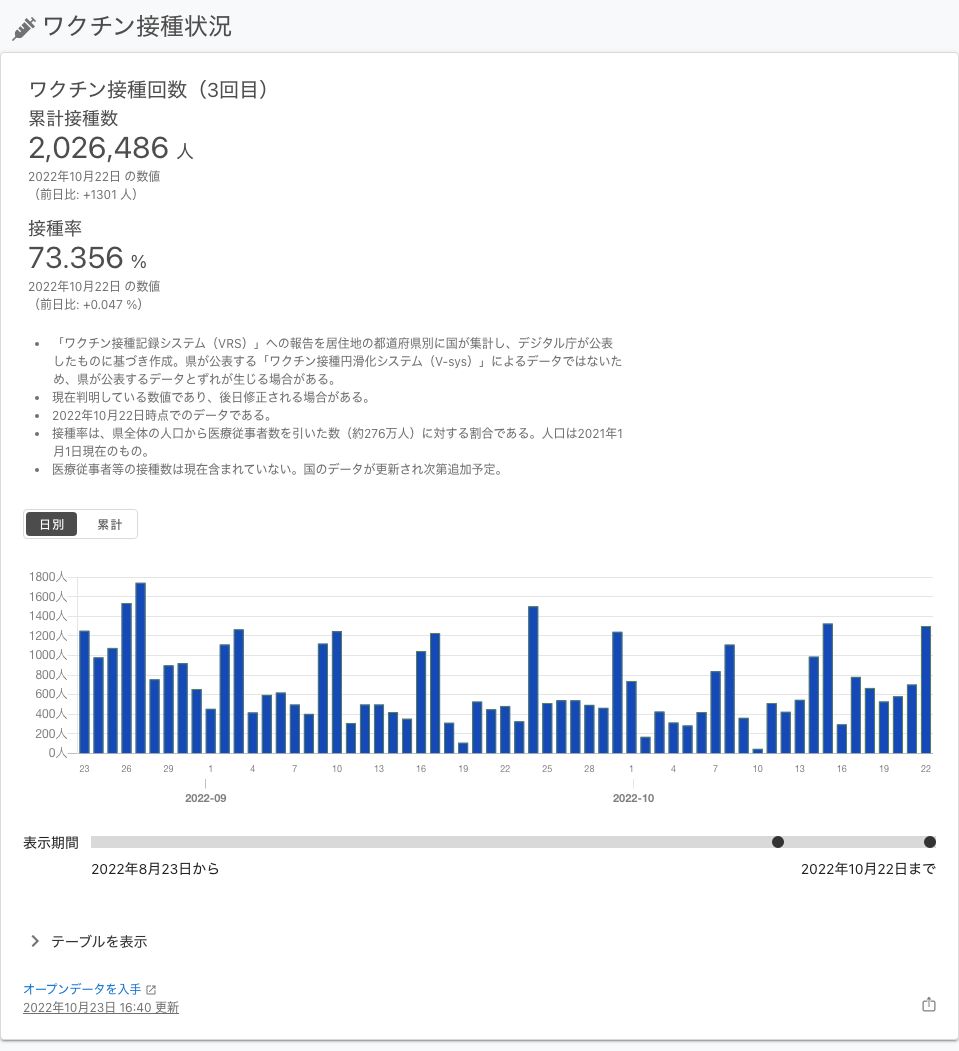 ワクチン接種状況
ワクチン接種回数（3回目）
累計接種数
2,026,486 人
2022年10月22日 の数値
（前日比: +1301 人）
接種率
73.356 %
2022年10月22日 の数値
（前日比: +0.047 %）
• 「ワクチン接種記録システム（VRS）」への報告を居住地の都道府県別に国が集計し、デジタル庁が公表
したものに基づき作成。県が公表する「ワクチン接種円滑化システム（V-sys）」によるデータではないた
め、県が公表するデータとずれが生じる場合がある。
• 現在判明している数値であり、後日修正される場合がある。
• 2022年10月22日時点でのデータである。
• 接種率は、県全体の人口から医療従事者数を引いた数（約276万人）に対する割合である。人口は2021年1
月1日現在のもの。
• 医療従事者等の接種数は現在含まれていない。国のデータが更新され次第追加予定。
日別 累計
1800人
1600人
1400人
1200人
1000人
800人
600人
400人
200人
0人
23 26 29 1 4 7 10 13 16 19 22 25 28 1 4 7 10 13 16 19 22
2022-09 2022-10
表示期間
2022年8月23日から 2022年10月22日まで
テーブルを表示
オープンデータを入手
2022年10月23日 16:40 更新